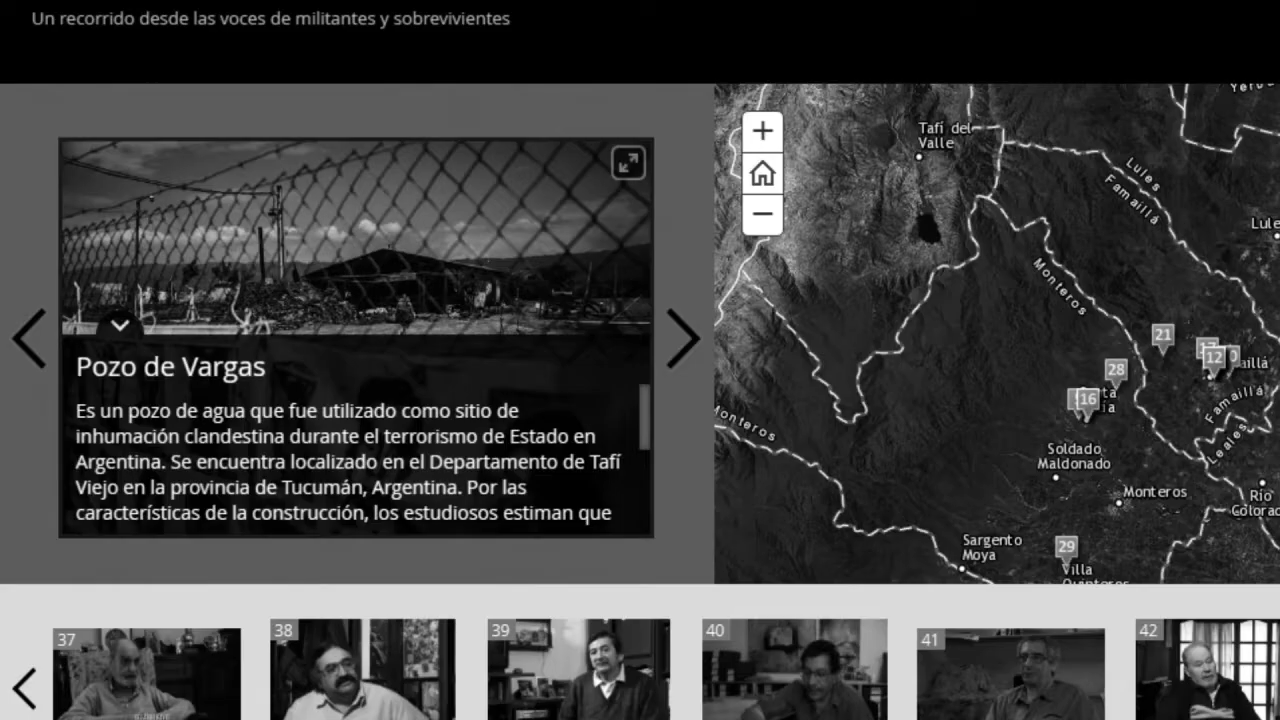 Un recorrido desde las voces de militantes y sobrevivientes
Pozo de Vargas
Es un pozo de agua que fue utilizado como sitio de
inhumación clandestina durante el terrorismo de Estado en
Argentina. Se encuentra localizado en el Departamento de Tafí
Viejo en la provincia de Tucumán, Argentina. Por las
características de la construcción, los estudiosos estiman que
+
−
Tafí del
Valle
Lules
Famaillá
Lule
Monteros
21
12
aillá
28
16
Famaillá
Leales
Monteros
Soldado
Maldonado
Monteros
Río
Colorad
Sargento
Moya
29
Villa
Quinteros
37
38
39
40
41
42